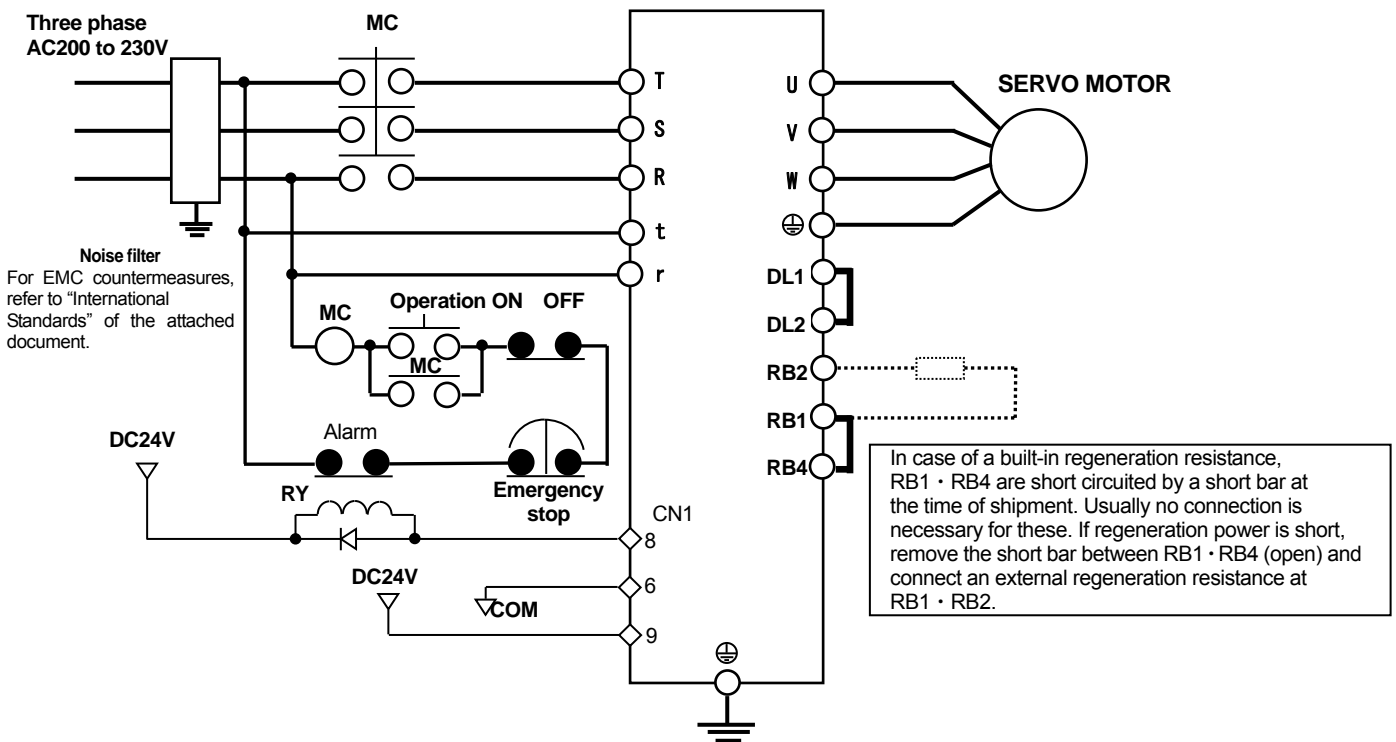 Three phase
AC200 to 230V
MC
T
S
R
t
r
U
V
W
SERVO MOTOR
DL1
DL2
RB2
RB1
RB4
Noise filter
For EMC countermeasures,
refer to “International
Standards” of the attached
document.
MC
Operation ON
OFF
MC
Alarm
DC24V
RY
Emergency
stop
CN1
8
DC24V
COM
6
9
In case of a built-in regeneration resistance,
RB1・RB4 are short circuited by a short bar at
the time of shipment. Usually no connection is
necessary for these. If regeneration power is short,
remove the short bar between RB1・RB4 (open) and
connect an external regeneration resistance at
RB1・RB2.